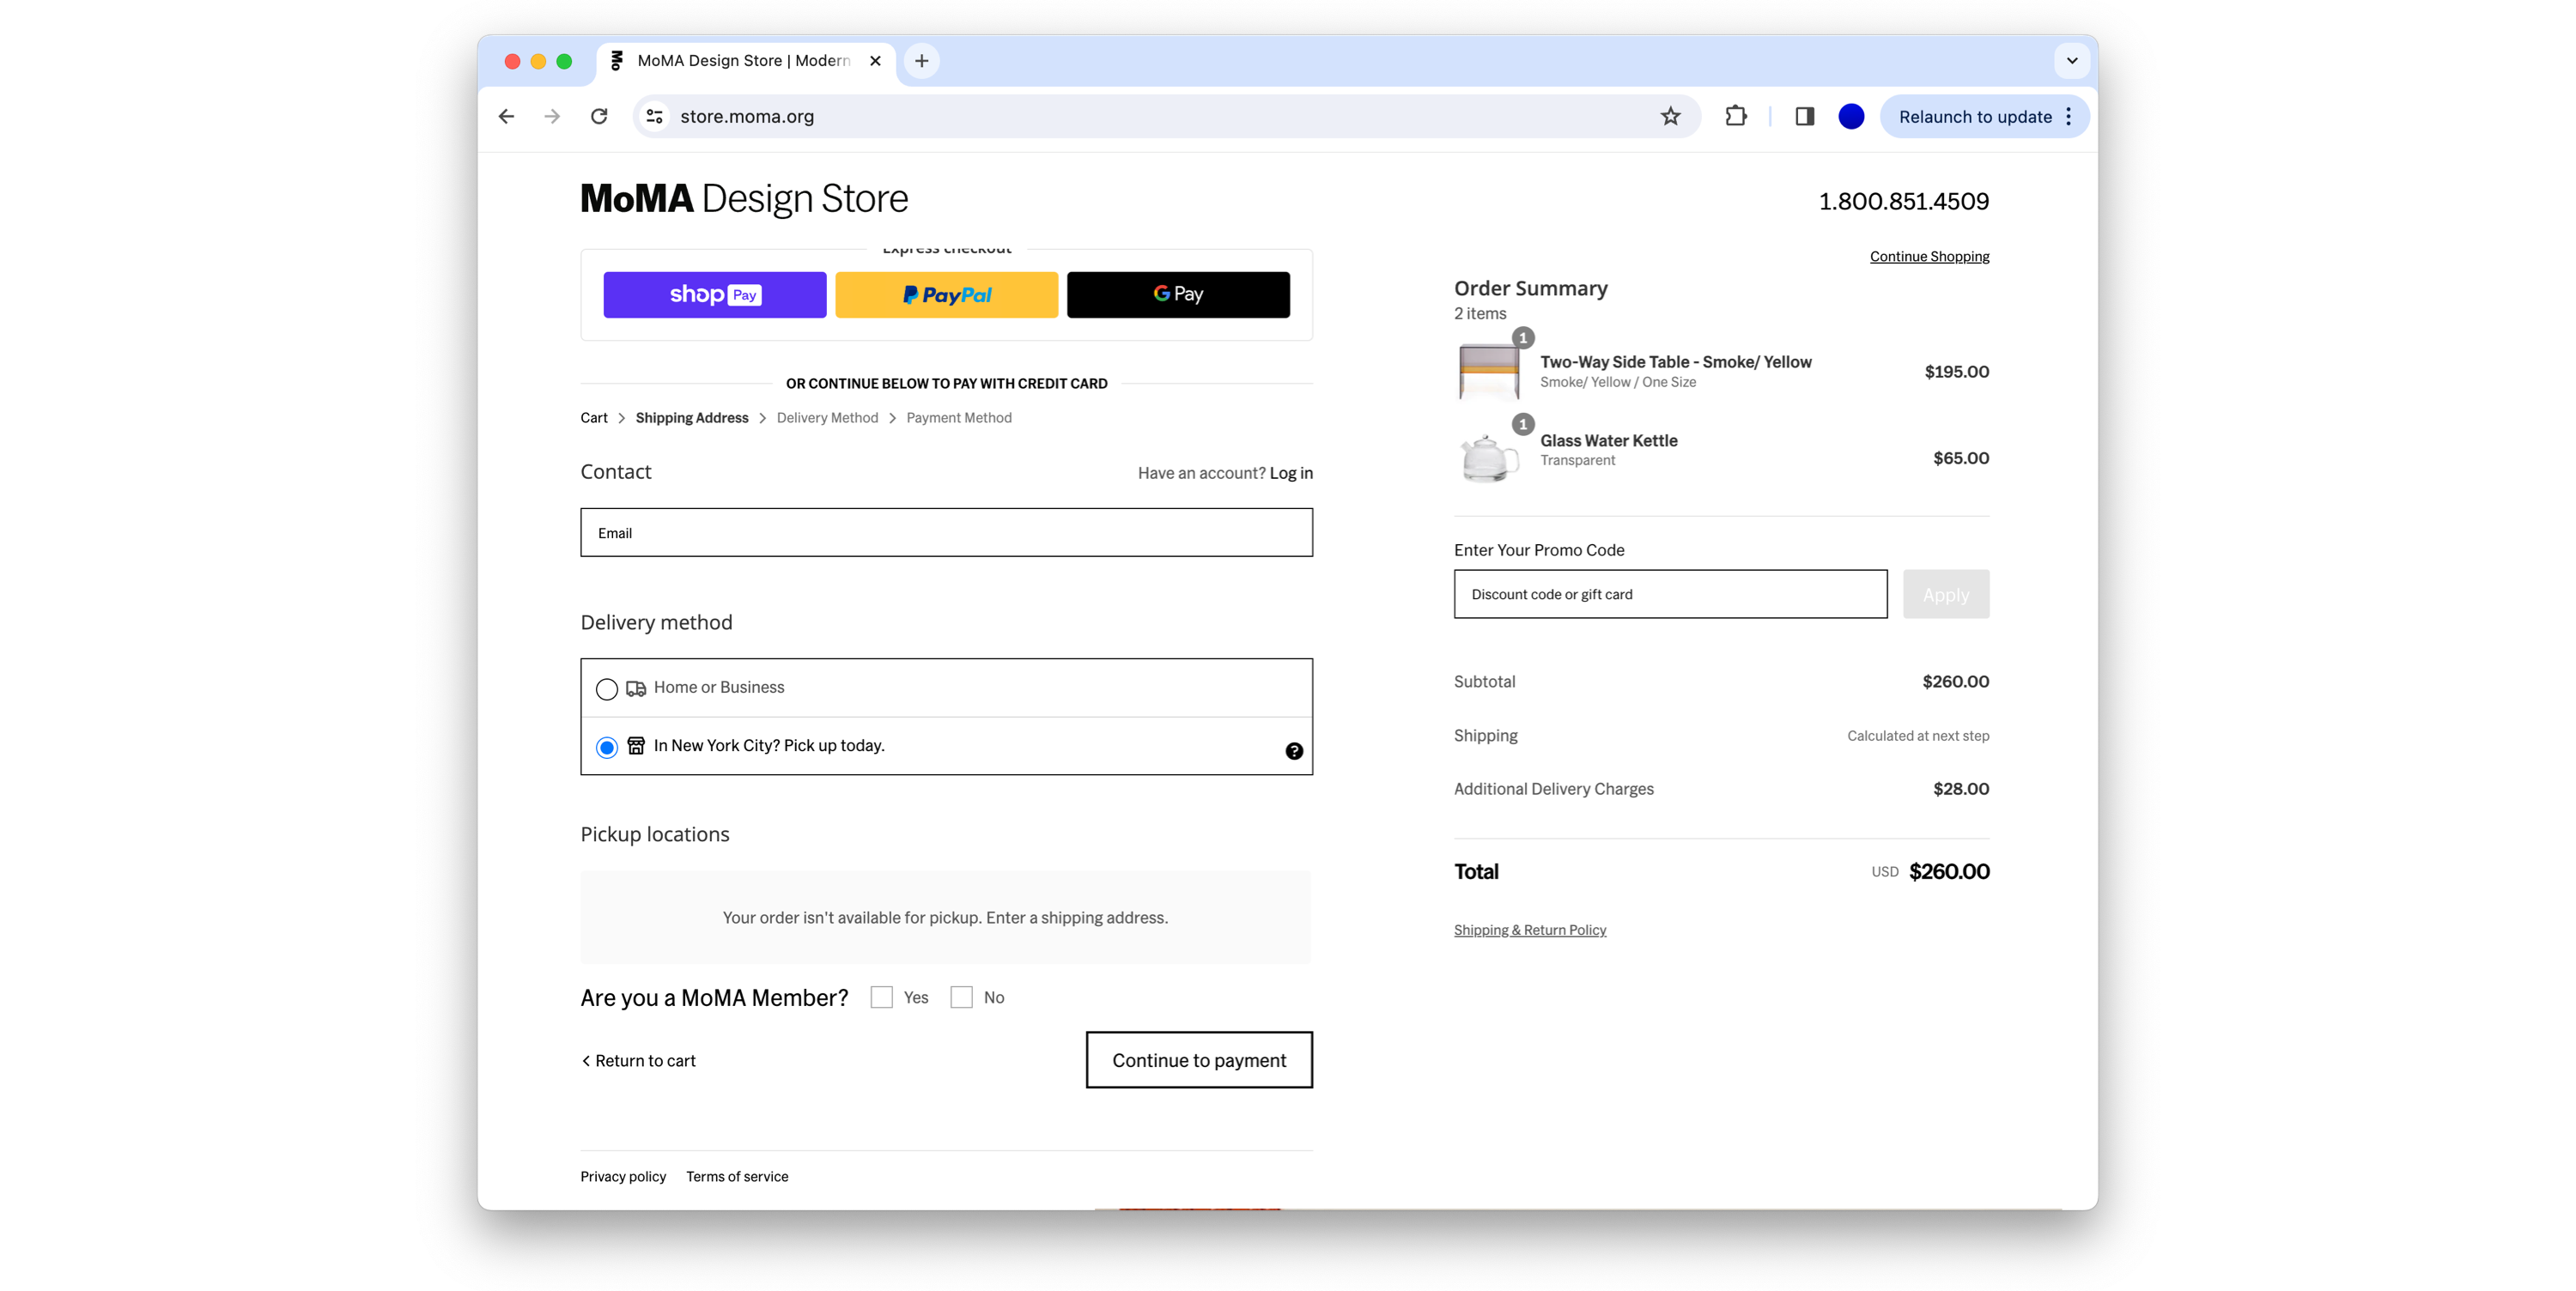 MoMA Design Store | Modern
store.moma.org
Relaunch to update
MoMA Design Store
1.800.851.4509
Continue Shopping
Express checkout
shop Pay
PayPal
G Pay
OR CONTINUE BELOW TO PAY WITH CREDIT CARD
Cart > Shipping Address > Delivery Method > Payment Method
Contact
Have an account? Log in
Email
Delivery method
Home or Business
In New York City? Pick up today.
?
Pickup locations
Your order isn't available for pickup. Enter a shipping address.
Are you a MoMA Member? Yes No
< Return to cart
Continue to payment
Privacy policy Terms of service
Order Summary
2 items
1
Two-Way Side Table - Smoke/ Yellow
Smoke/ Yellow / One Size
$195.00
1
Glass Water Kettle
Transparent
$65.00
Enter Your Promo Code
Discount code or gift card
Apply
Subtotal $260.00
Shipping Calculated at next step
Additional Delivery Charges $28.00
Total USD $260.00
Shipping & Return Policy